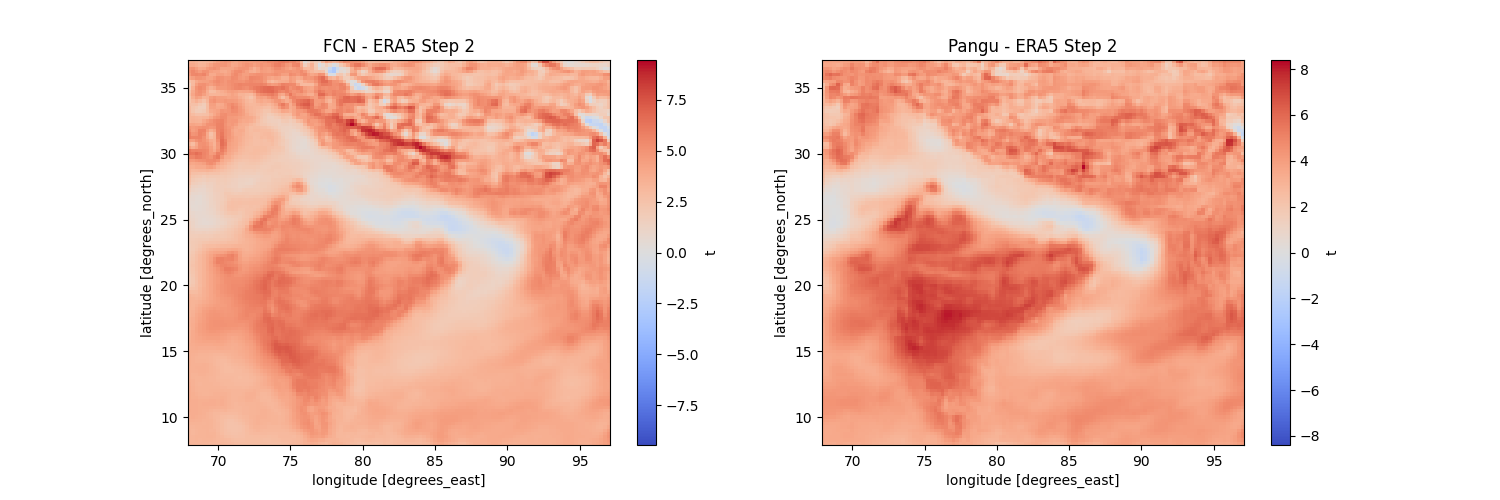 FCN - ERA5 Step 2
35
30
25
20
15
10
latitude [degrees_north]
70 75 80 85 90 95
longitude [degrees_east]
7.5
5.0
2.5
0.0
−2.5
−5.0
−7.5
t
Pangu - ERA5 Step 2
35
30
25
20
15
10
latitude [degrees_north]
70 75 80 85 90 95
longitude [degrees_east]
8
6
4
2
0
−2
−4
−6
−8
t